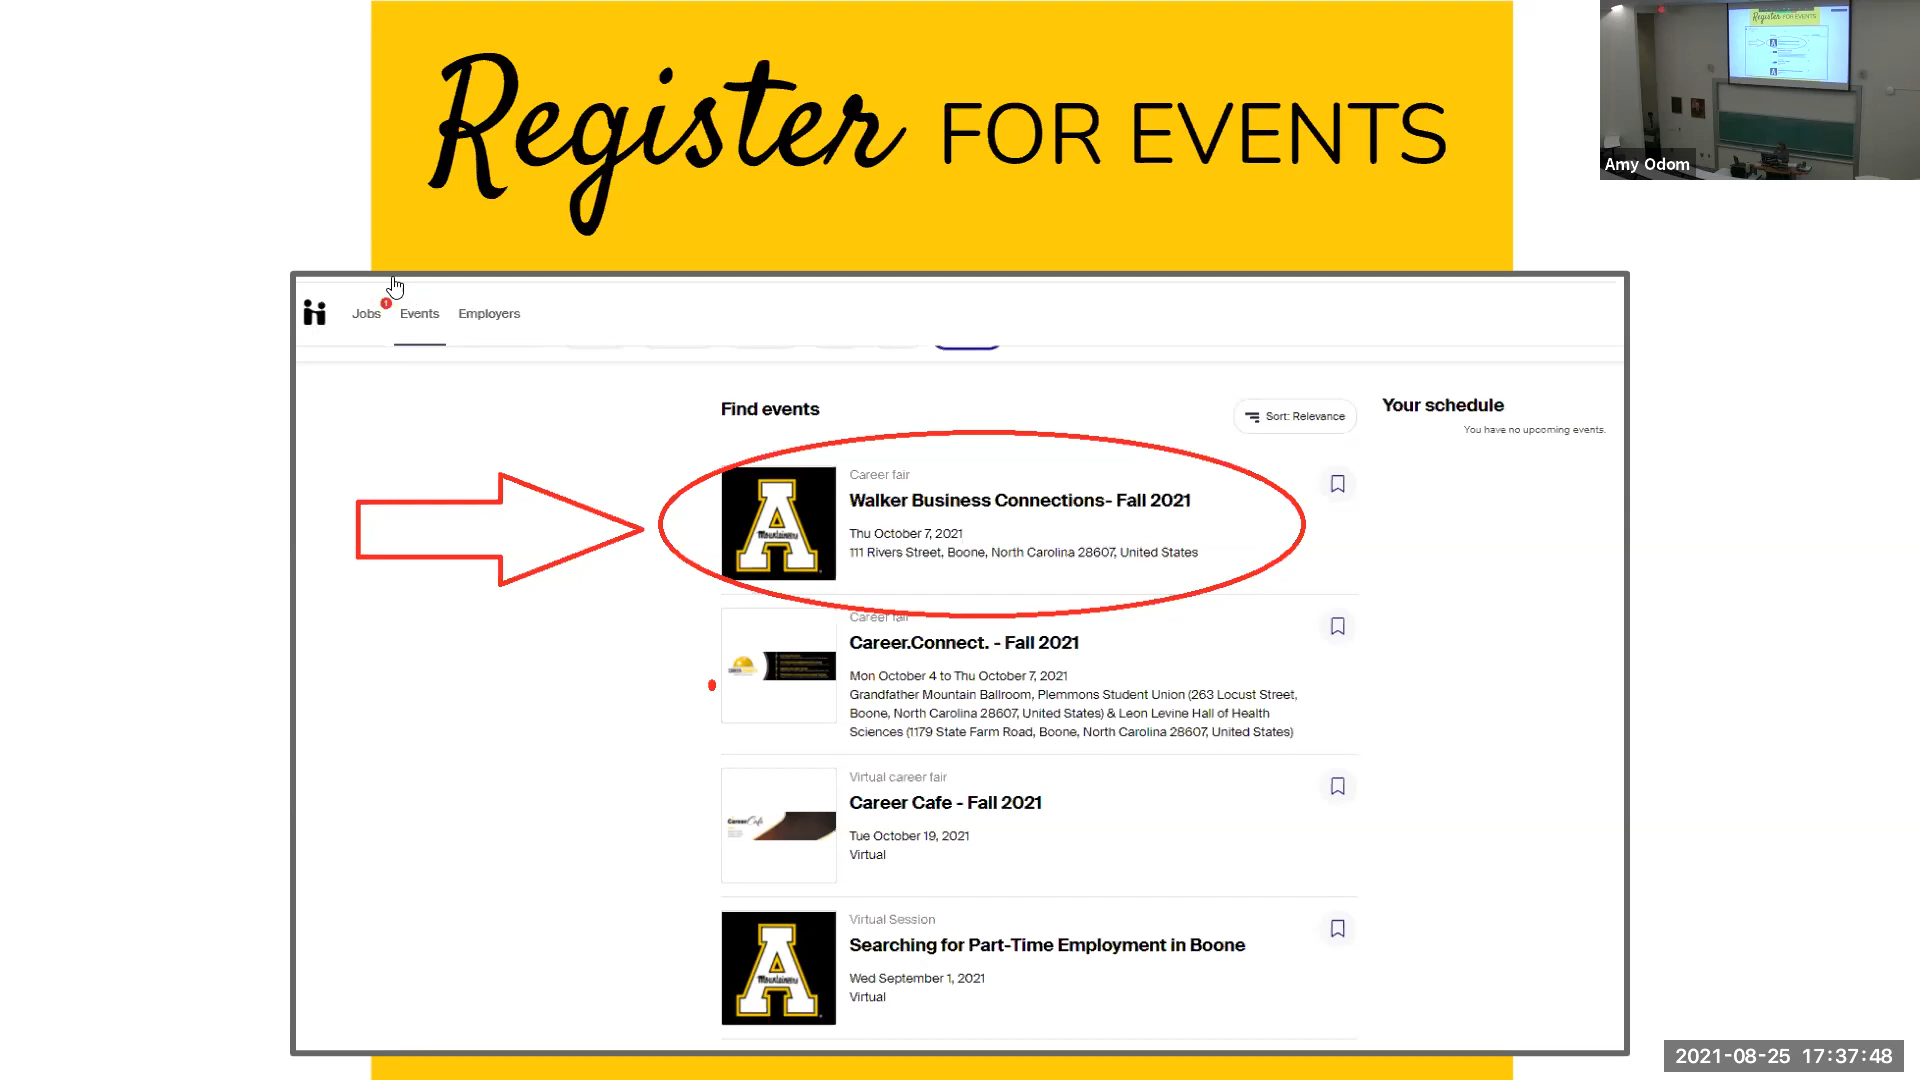 Register FOR EVENTS
Amy Odom
Jobs
1
Events
Employers
Find events
Sort: Relevance
Your schedule
You have no upcoming events.
Career fair
Walker Business Connections- Fall 2021
Thu October 7, 2021
111 Rivers Street, Boone, North Carolina 28607, United States
Mountaineers
Career fair
Career.Connect. - Fall 2021
Mon October 4 to Thu October 7, 2021
Grandfather Mountain Ballroom, Plemmons Student Union (263 Locust Street,
Boone, North Carolina 28607, United States) & Leon Levine Hall of Health
Sciences (1179 State Farm Road, Boone, North Carolina 28607, United States)
Virtual career fair
Career Cafe - Fall 2021
Tue October 19, 2021
Virtual
Career Cafe
Virtual Session
Searching for Part-Time Employment in Boone
Wed September 1, 2021
Virtual
Mountaineers
2021-08-25 17:37:48